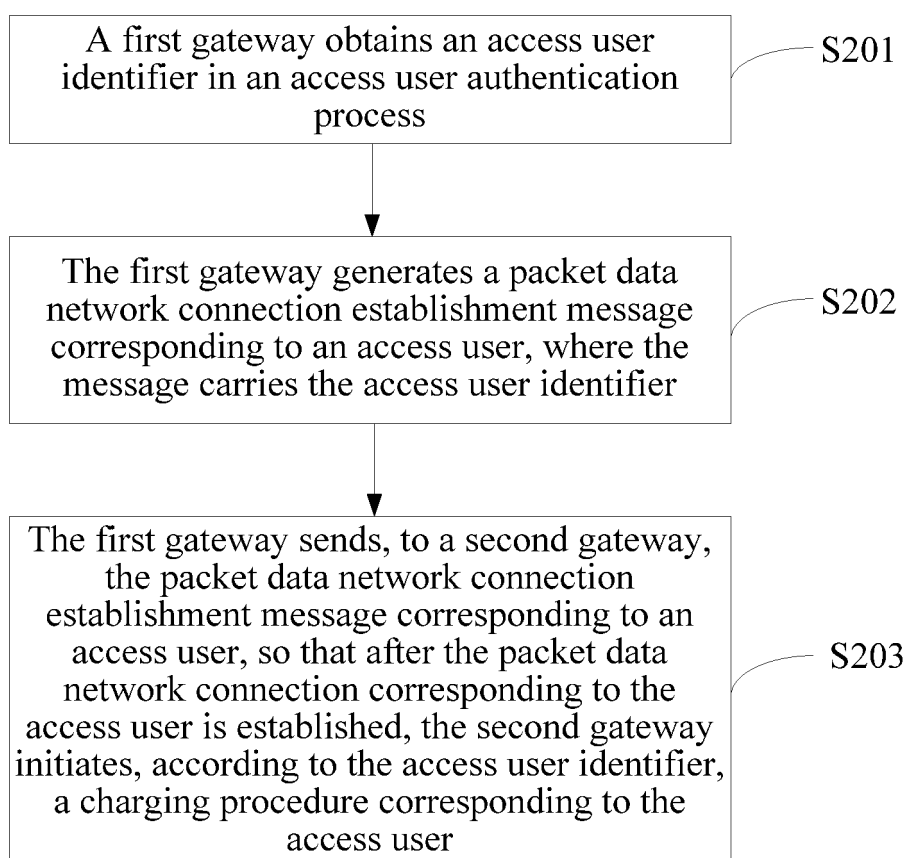 A first gateway obtains an access user
identifier in an access user authentication
process
S201
The first gateway generates a packet data
network connection establishment message
corresponding to an access user, where the
message carries the access user identifier
S202
The first gateway sends, to a second gateway,
the packet data network connection
establishment message corresponding to an
access user, so that after the packet data
network connection corresponding to the
access user is established, the second gateway
initiates, according to the access user identifier,
a charging procedure corresponding to the
access user
S203